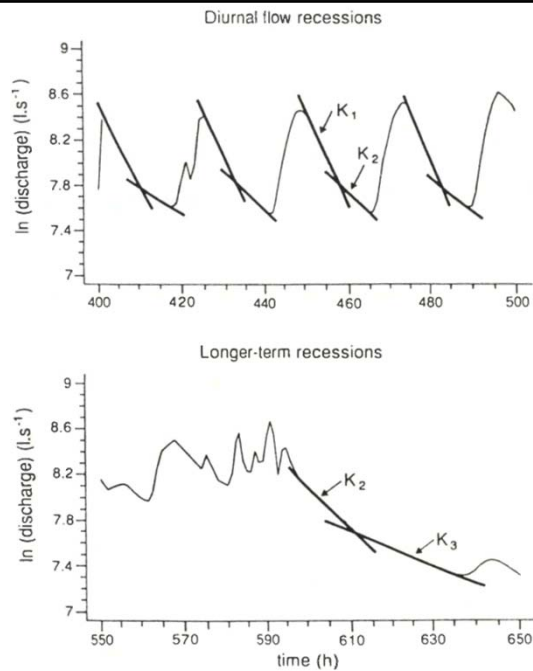 Diurnal flow recessions
ln (discharge) (l.s⁻¹)
9
8.6
8.2
7.8
7.4
7
K₁
K₂
400 420 440 460 480 500
Longer-term recessions
ln (discharge) (l.s⁻¹)
9
8.6
8.2
7.8
7.4
7
K₂
K₃
550 570 590 610 630 650
time (h)